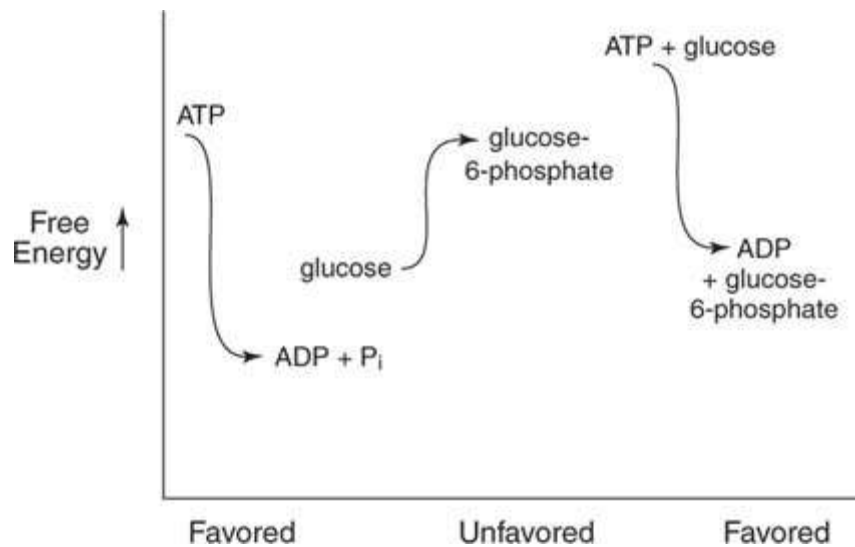 ATP + glucose
ATP
glucose-
6-phosphate
Free
Energy
glucose
ADP
+ glucose-
6-phosphate
ADP + Pi
Favored
Unfavored
Favored